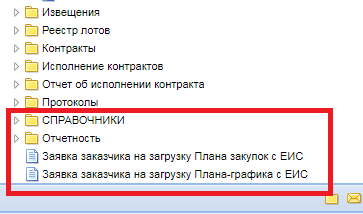 Извещения
Реестр лотов
Контракты
Исполнение контрактов
Отчет об исполнении контракта
Протоколы
СПРАВОЧНИКИ
Отчетность
Заявка заказчика на загрузку Плана закупок с ЕИС
Заявка заказчика на загрузку Плана-графика с ЕИС